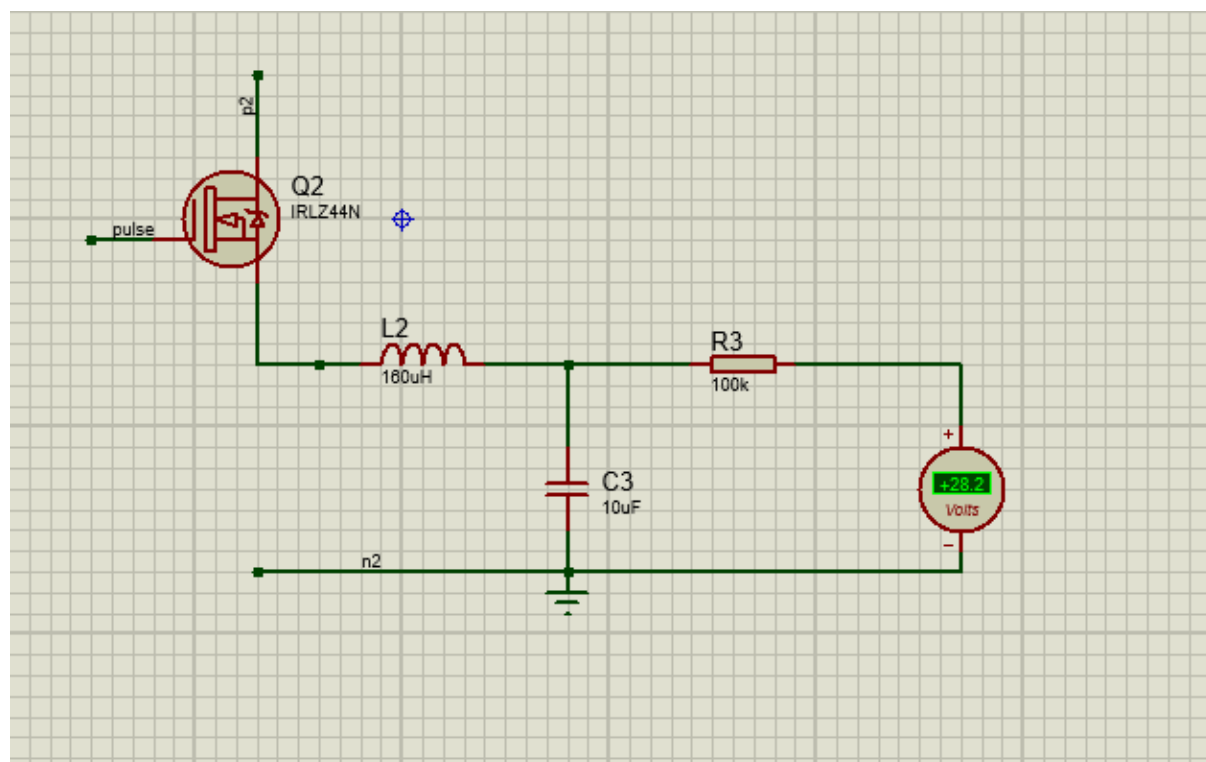 p2
Q2
IRLZ44N
pulse
L2
160uH
R3
100k
+
+28.2
Volts
−
C3
10uF
n2